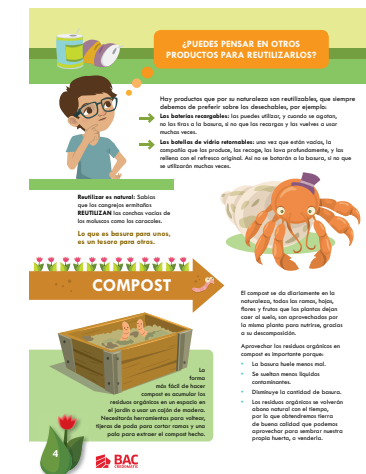 ¿PUEDES PENSAR EN OTROS
PRODUCTOS PARA REUTILIZARLOS?
Hay productos que por su naturaleza son reutilizables, que siempre
debemos de preferir sobre los desechables, por ejemplo:
Las baterías recargables: las puedes utilizar, y cuando se agotan,
no las tiras a la basura, si no que las recargas y las vuelves a usar
muchas veces.
Las botellas de vidrio retornables: una vez que están vacías, la
compañía que las produce, las recoge, las lava profundamente, y las
rellena con el refresco original. Así no se botarán a la basura, si no que
se utilizarán muchas veces.
Reutilizar es natural: Sabías
que los cangrejos ermitaños
REUTILIZAN las conchas vacías de
los moluscos como los caracoles.
Lo que es basura para unos,
es un tesoro para otros.
COMPOST
La
forma
más fácil de hacer
compost es acumular los
residuos orgánicos en un espacio en
el jardín o usar un cajón de madera.
Necesitarás herramientas para voltear,
tijeras de poda para cortar ramas y una
pala para extraer el compost hecho.
El compost se da diariamente en la
naturaleza, todas las ramas, hojas,
flores y frutos que las plantas dejan
caer al suelo, son aprovechados por
la misma planta para nutrirse, gracias
a su descomposición.
Aprovechar los residuos orgánicos en
compost es importante porque:
• La basura huele menos mal.
• Se sueltan menos líquidos
contaminantes.
• Disminuye la cantidad de basura.
• Los residuos orgánicos se volverán
abono natural con el tiempo,
por lo que obtendremos tierra
de buena calidad que podemos
aprovechar para sembrar nuestra
propia huerta, o venderla.
4
BAC
CREDOMATIC